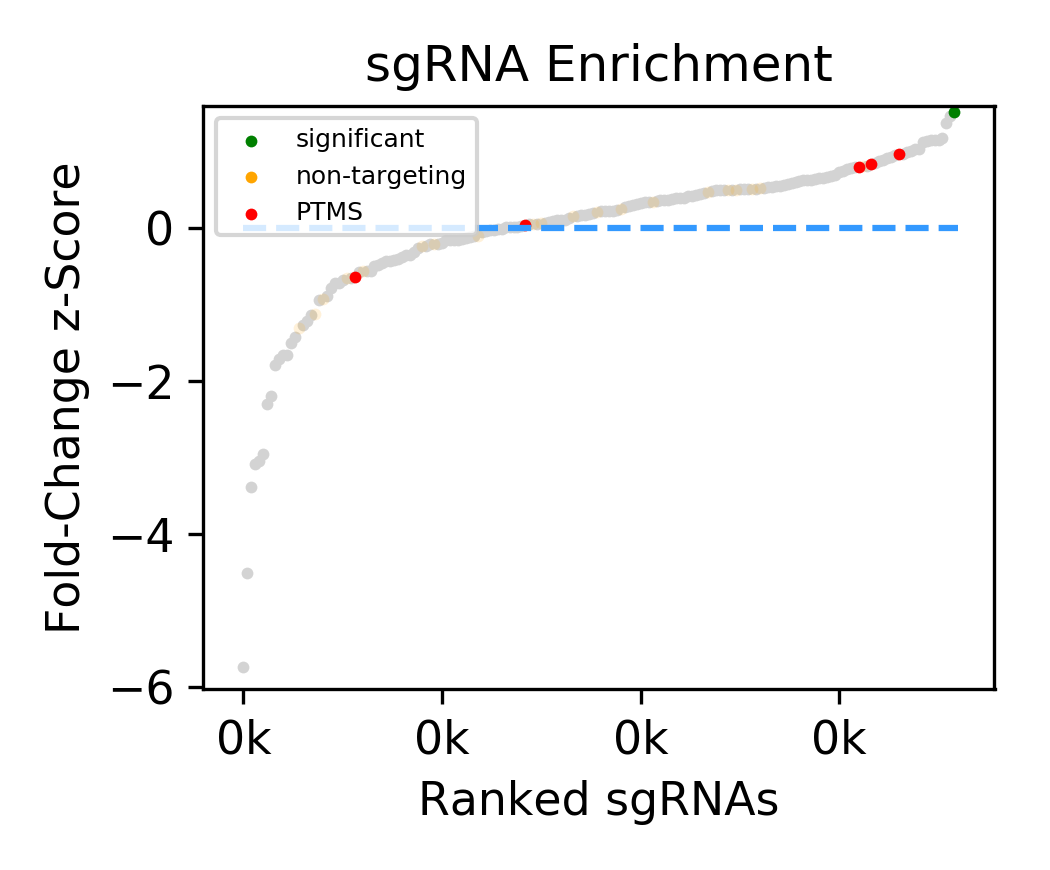 sgRNA Enrichment
significant
non-targeting
PTMS
Fold-Change z-Score
0
−2
−4
−6
0k 0k 0k 0k
Ranked sgRNAs